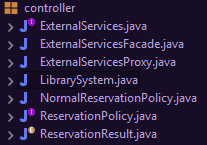 controller
ExternalServices.java
ExternalServicesFacade.java
ExternalServicesProxy.java
LibrarySystem.java
NormalReservationPolicy.java
ReservationPolicy.java
ReservationResult.java